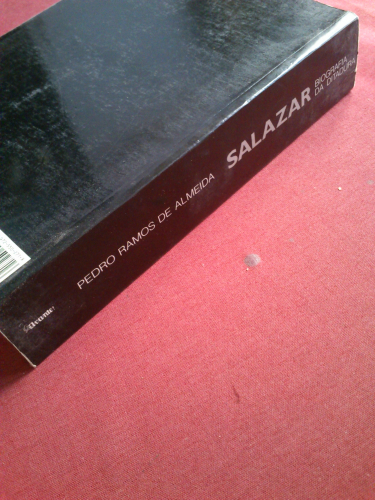 PEDRO RAMOS DE ALMEIDA
SALAZAR
BIOGRAFIA
DA DITADURA